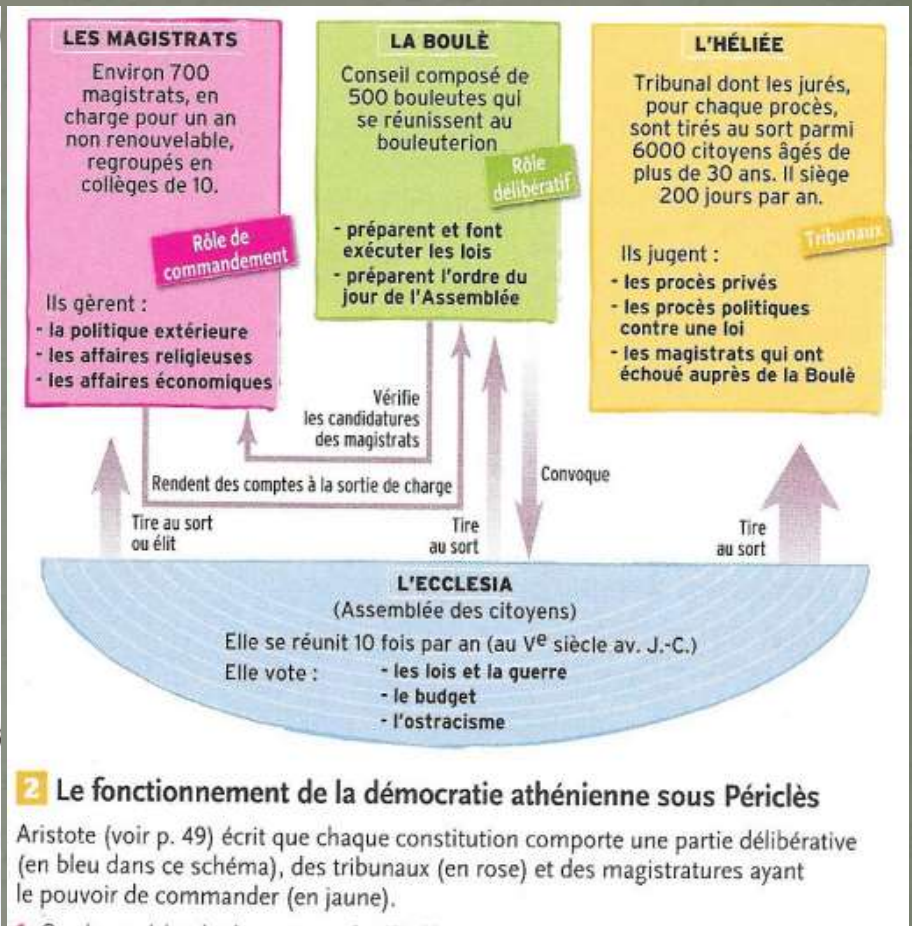 LES MAGISTRATS
Environ 700
magistrats, en
charge pour un an
non renouvelable,
regroupés en
collèges de 10.
Rôle de
commandement
Ils gèrent :
- la politique extérieure
- les affaires religieuses
- les affaires économiques
LA BOULÈ
Conseil composé de
500 bouleutes qui
se réunissent au
bouleuterion
Rôle
délibératif
- préparent et font
exécuter les lois
- préparent l'ordre du
jour de l'Assemblée
L'HÉLIÉE
Tribunal dont les jurés,
pour chaque procès,
sont tirés au sort parmi
6000 citoyens âgés de
plus de 30 ans. Il siège
200 jours par an.
Tribunaux
Ils jugent :
- les procès privés
- les procès politiques
contre une loi
- les magistrats qui ont
échoué auprès de la Boulè
Vérifie
les candidatures
des magistrats
Rendent des comptes à la sortie de charge
Convoque
Tire au sort
ou élit
Tire
au sort
Tire
au sort
L'ECCLESIA
(Assemblée des citoyens)
Elle se réunit 10 fois par an (au Ve siècle av. J.-C.)
Elle vote :
- les lois et la guerre
- le budget
- l'ostracisme
2 Le fonctionnement de la démocratie athénienne sous Périclès
Aristote (voir p. 49) écrit que chaque constitution comporte une partie délibérative
(en bleu dans ce schéma), des tribunaux (en rose) et des magistratures ayant
le pouvoir de commander (en jaune).